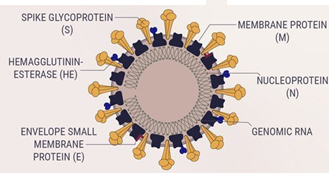 SPIKE GLYCOPROTEIN
(S)
MEMBRANE PROTEIN
(M)
HEMAGGLUTININ-
ESTERASE (HE)
NUCLEOPROTEIN
(N)
ENVELOPE SMALL
MEMBRANE
PROTEIN (E)
GENOMIC RNA